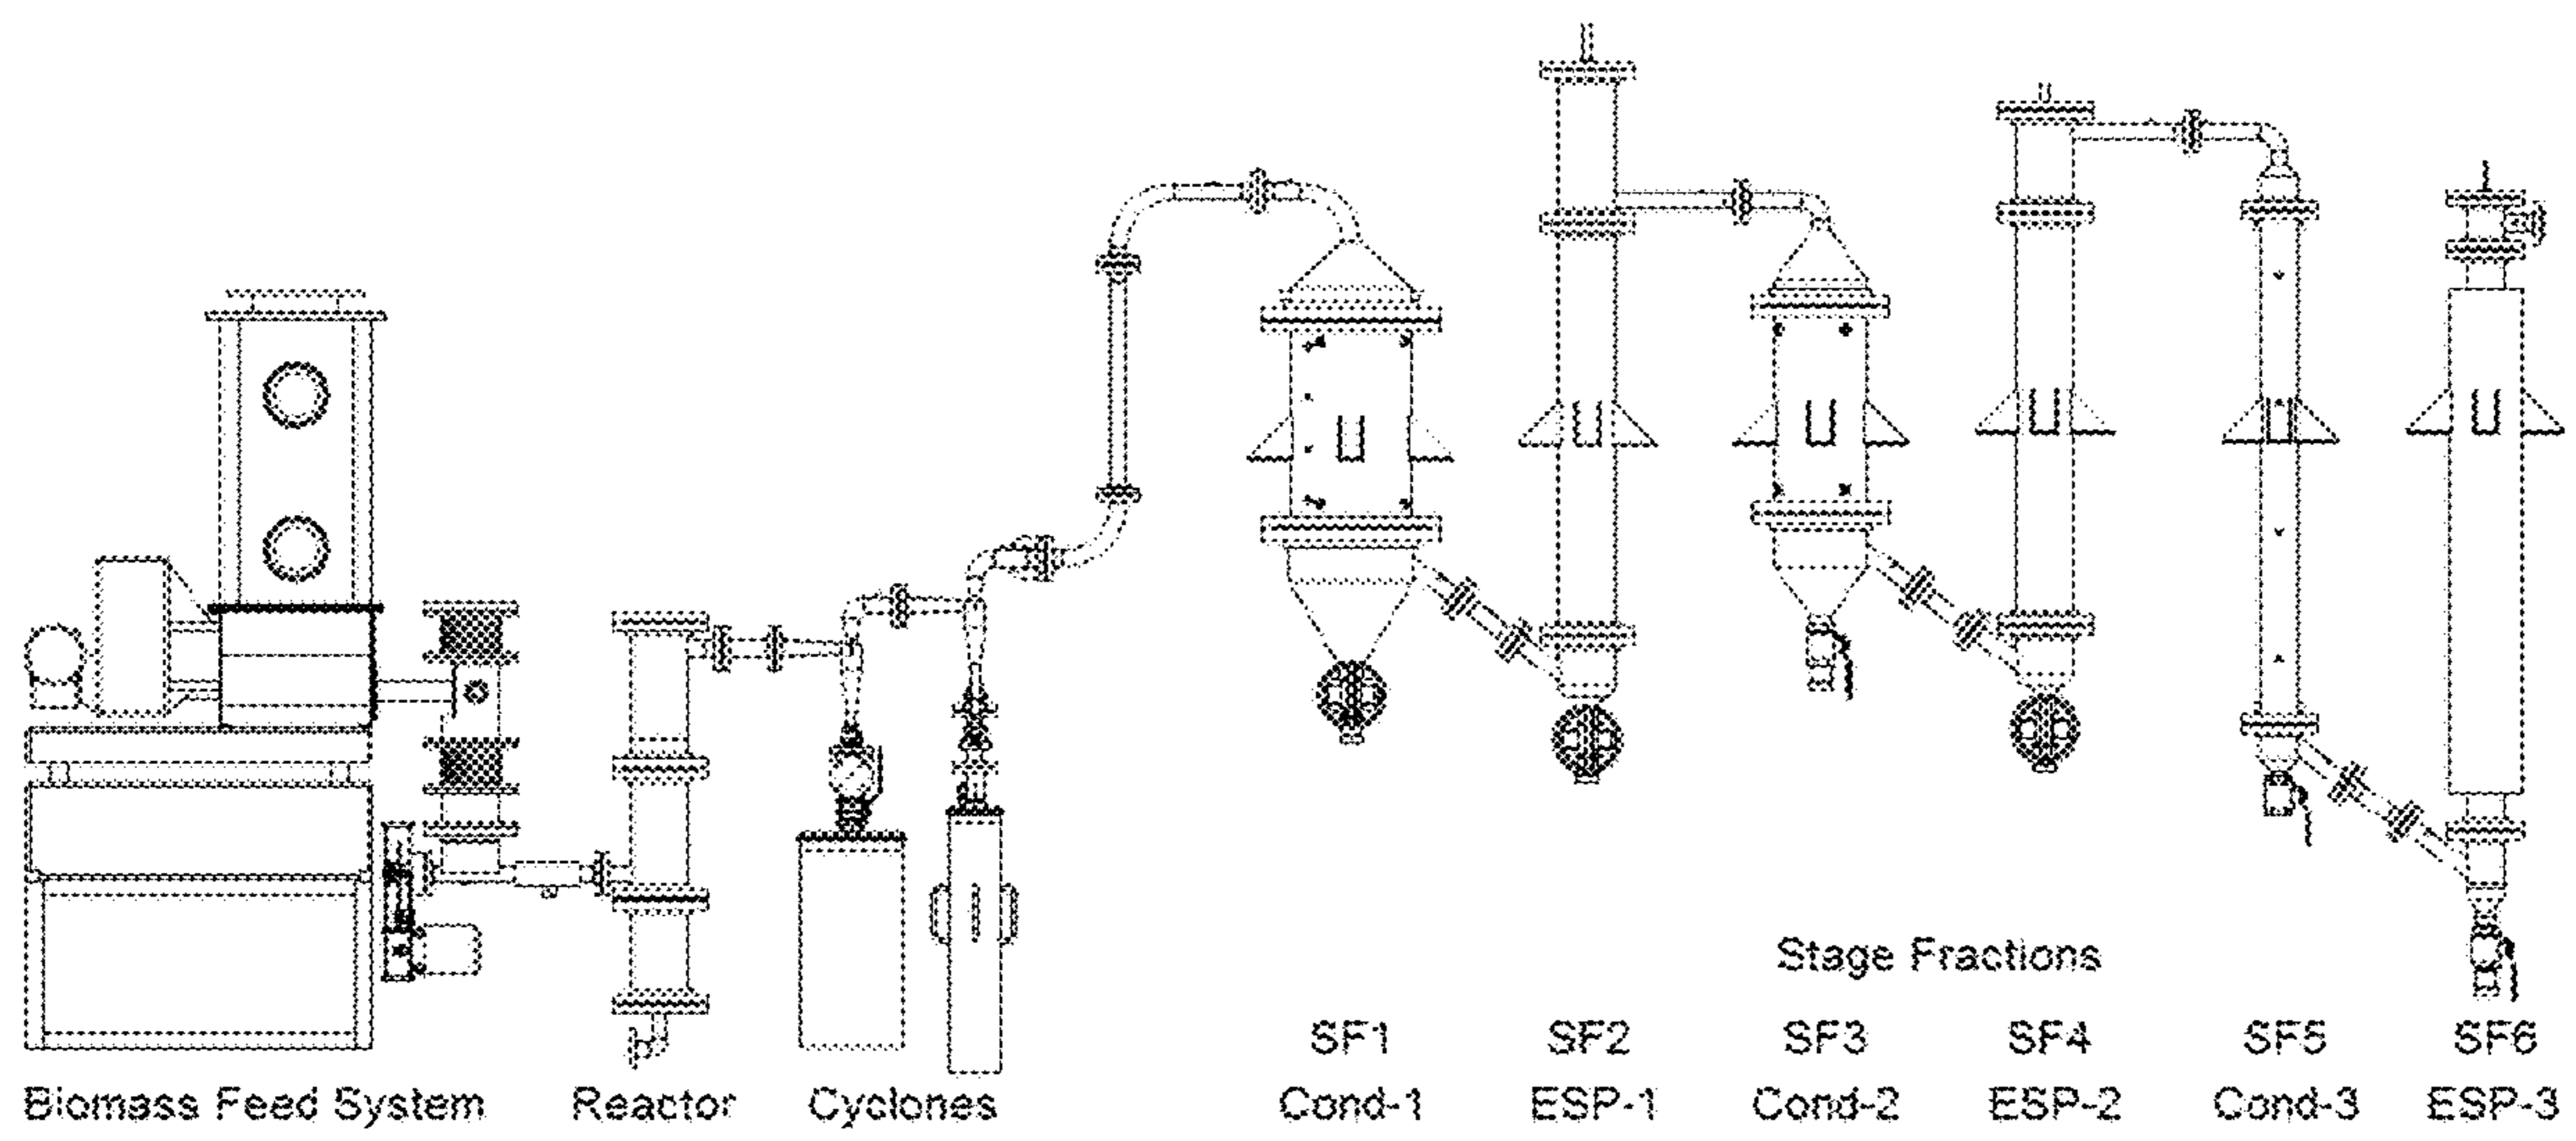 Stage Fractions
SF1 SF2 SF3 SF4 SF5 SF6
Biomass Feed System Reactor Cyclones Cond-1 ESP-1 Cond-2 ESP-2 Cond-3 ESP-3